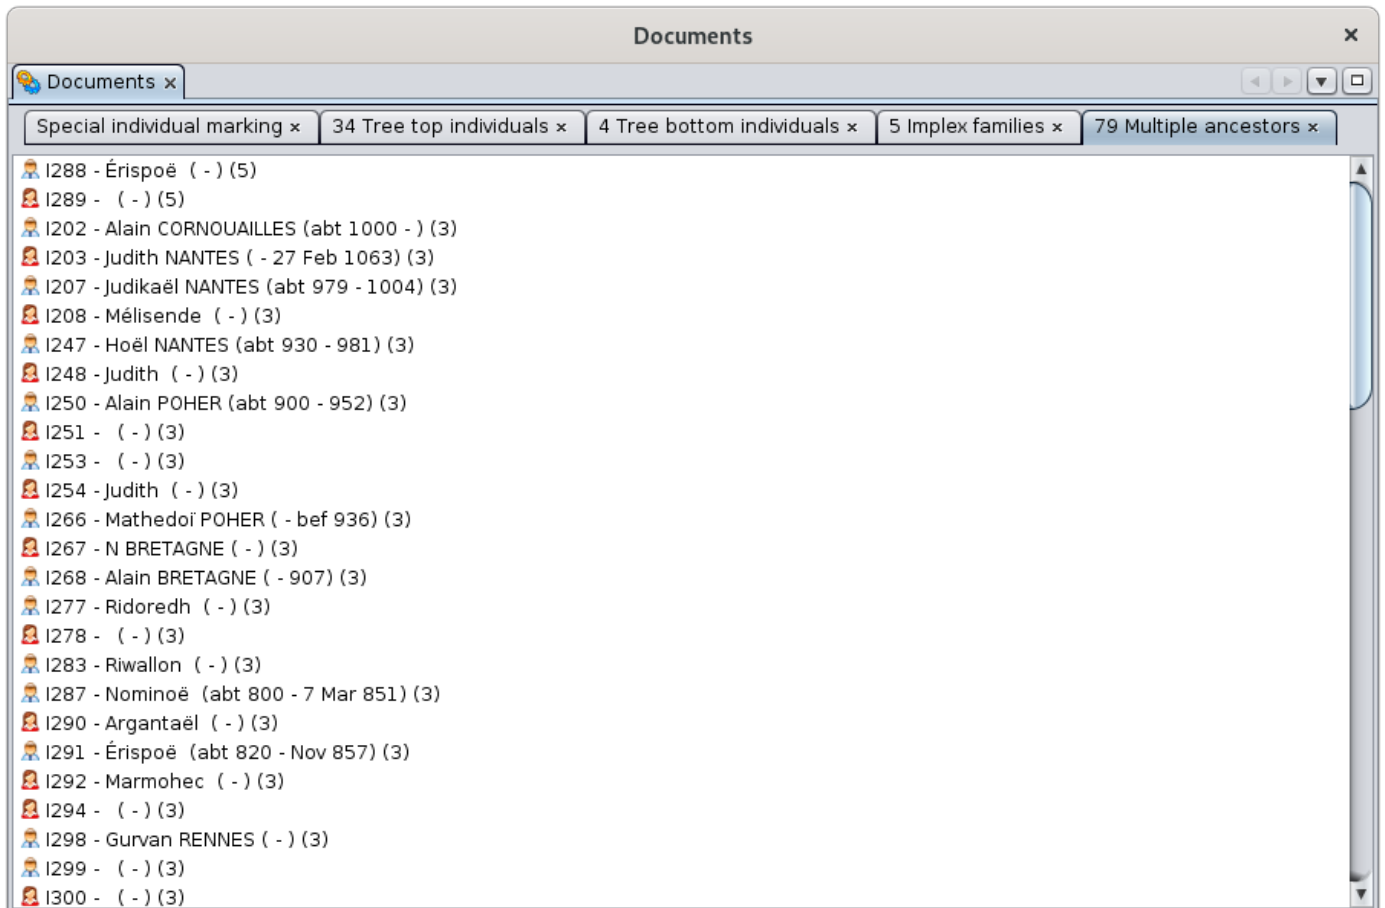 Documents
Documents
Special individual marking
34 Tree top individuals
4 Tree bottom individuals
5 Implex families
79 Multiple ancestors
I288 - Érispoë ( - ) (5)
I289 - ( - ) (5)
I202 - Alain CORNOUAILLES (abt 1000 - ) (3)
I203 - Judith NANTES ( - 27 Feb 1063) (3)
I207 - Judikaël NANTES (abt 979 - 1004) (3)
I208 - Mélisende ( - ) (3)
I247 - Hoël NANTES (abt 930 - 981) (3)
I248 - Judith ( - ) (3)
I250 - Alain POHER (abt 900 - 952) (3)
I251 - ( - ) (3)
I253 - ( - ) (3)
I254 - Judith ( - ) (3)
I266 - Mathedoï POHER ( - bef 936) (3)
I267 - N BRETAGNE ( - ) (3)
I268 - Alain BRETAGNE ( - 907) (3)
I277 - Ridoredh ( - ) (3)
I278 - ( - ) (3)
I283 - Riwallon ( - ) (3)
I287 - Nominoë (abt 800 - 7 Mar 851) (3)
I290 - Argantaël ( - ) (3)
I291 - Érispoë (abt 820 - Nov 857) (3)
I292 - Marmohec ( - ) (3)
I294 - ( - ) (3)
I298 - Gurvan RENNES ( - ) (3)
I299 - ( - ) (3)
I300 - ( - ) (3)